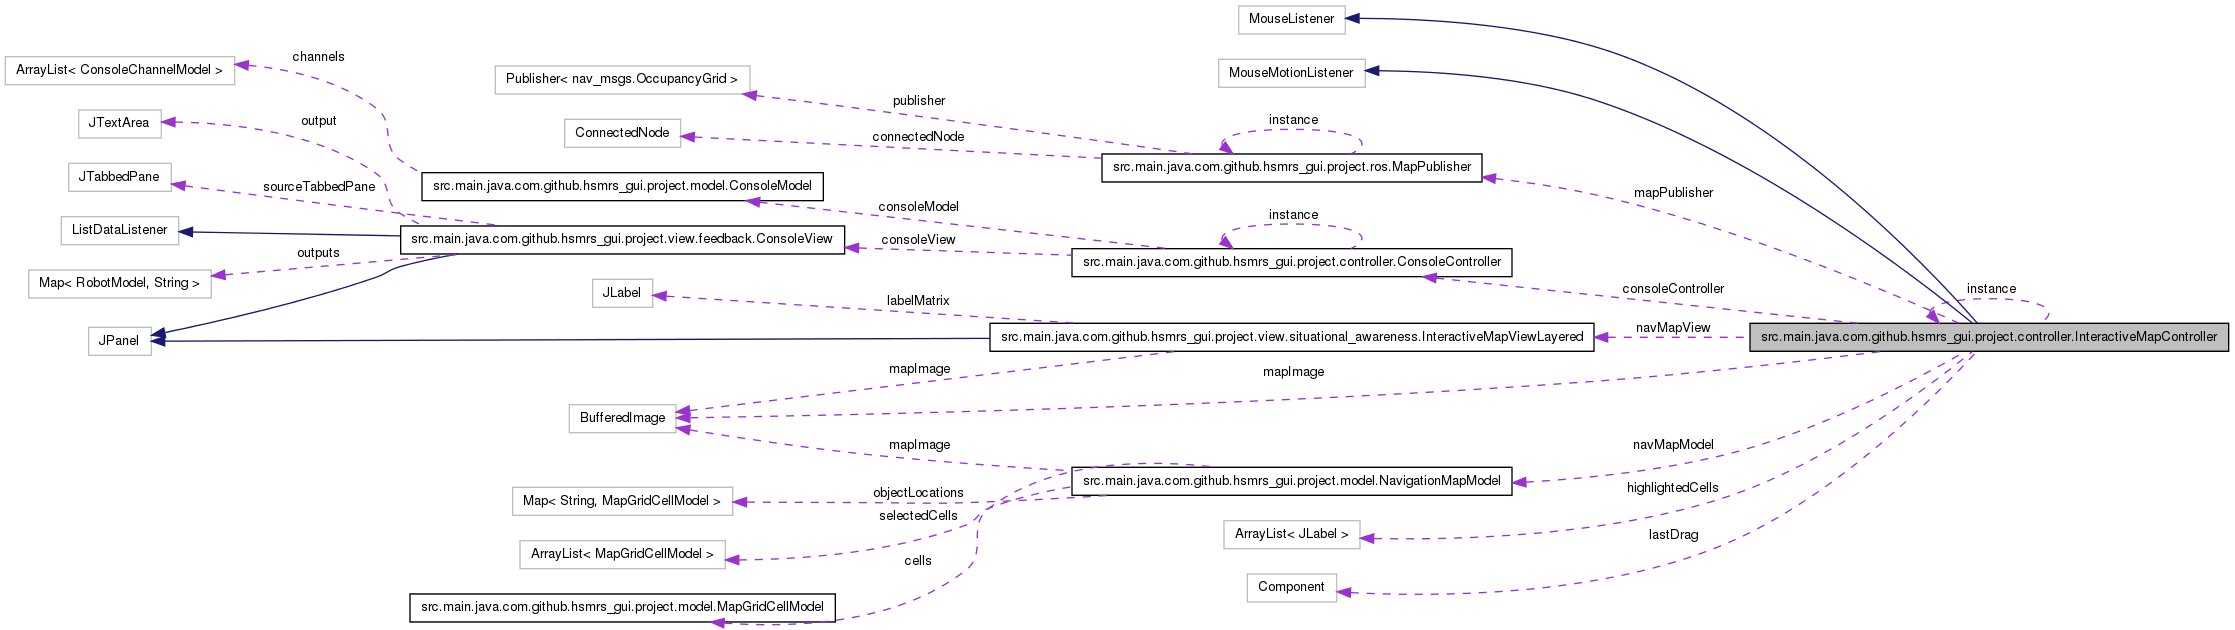 MouseListener
channels
ArrayList< ConsoleChannelModel >
MouseMotionListener
Publisher< nav_msgs.OccupancyGrid >
publisher
JTextArea
output
ConnectedNode
connectedNode
instance
src.main.java.com.github.hsmrs_gui.project.ros.MapPublisher
JTabbedPane
sourceTabbedPane
src.main.java.com.github.hsmrs_gui.project.model.ConsoleModel
mapPublisher
consoleModel
instance
ListDataListener
src.main.java.com.github.hsmrs_gui.project.view.feedback.ConsoleView
consoleView
outputs
src.main.java.com.github.hsmrs_gui.project.controller.ConsoleController
Map< RobotModel, String >
JLabel
labelMatrix
consoleController
instance
JPanel
src.main.java.com.github.hsmrs_gui.project.view.situational_awareness.InteractiveMapViewLayered
navMapView
src.main.java.com.github.hsmrs_gui.project.controller.InteractiveMapController
mapImage
mapImage
BufferedImage
mapImage
navMapModel
src.main.java.com.github.hsmrs_gui.project.model.NavigationMapModel
Map< String, MapGridCellModel >
objectLocations
highlightedCells
selectedCells
ArrayList< JLabel >
lastDrag
ArrayList< MapGridCellModel >
cells
Component
src.main.java.com.github.hsmrs_gui.project.model.MapGridCellModel